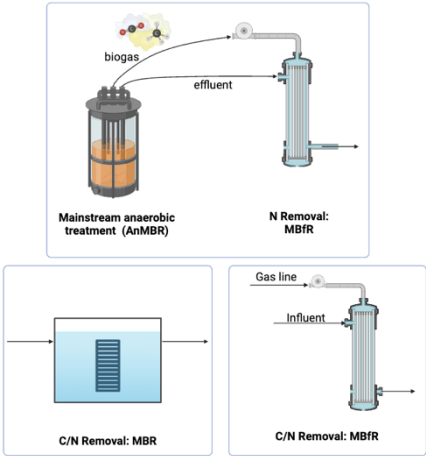 biogas
effluent
Mainstream anaerobic
treatment (AnMBR)
N Removal:
MBfR
C/N Removal: MBR
Gas line
Influent
C/N Removal: MBfR